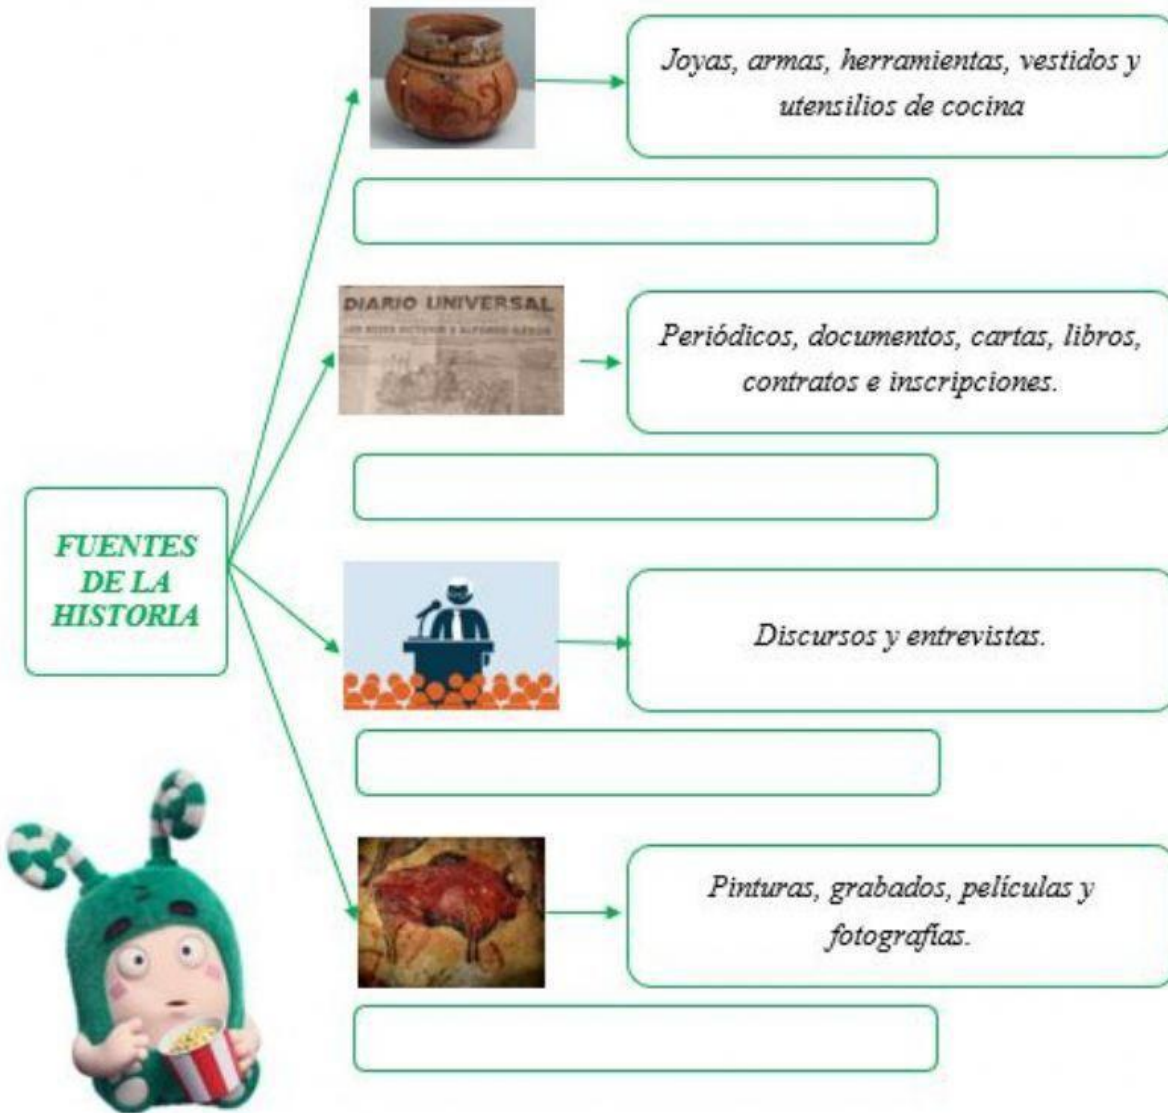 Joyas, armas, herramientas, vestidos y
utensilios de cocina
DIARIO UNIVERSAL
Periódicos, documentos, cartas, libros,
contratos e inscripciones.
FUENTES
DE LA
HISTORIA
Discursos y entrevistas.
Pinturas, grabados, películas y
fotografías.